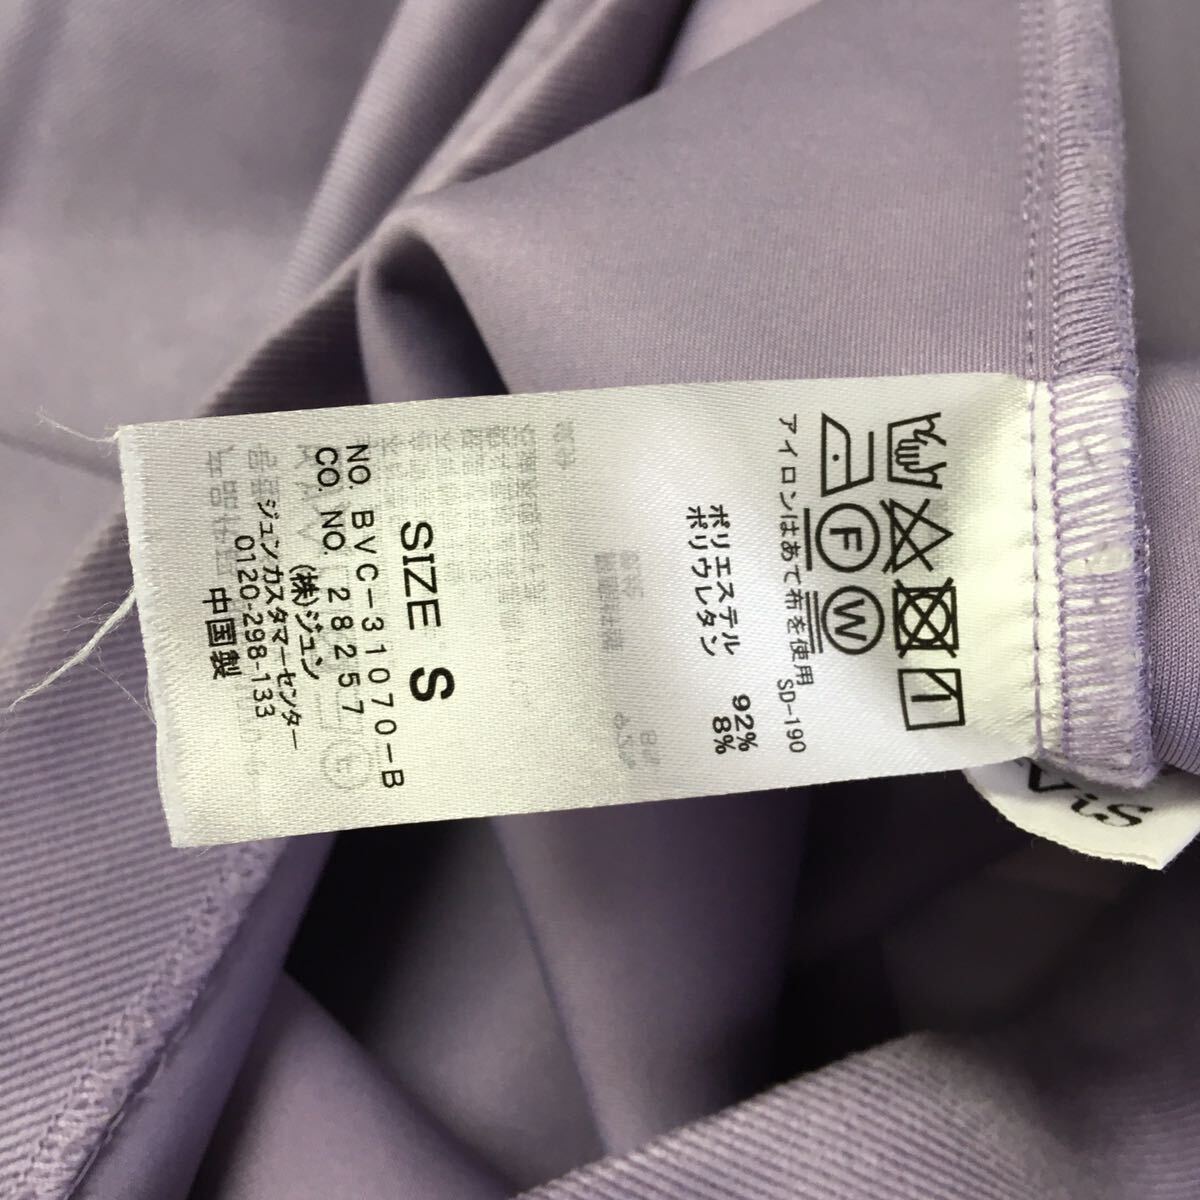 F W
アイロンはあて布を使用
SD-190
ポリエステル 92%
ポリウレタン 8%
SIZE S
NO. BVC-31070-B
CO. NO. 28257
(株)ジュン
ジュンカスタマーセンター
0120-298-133
中国製
ViS